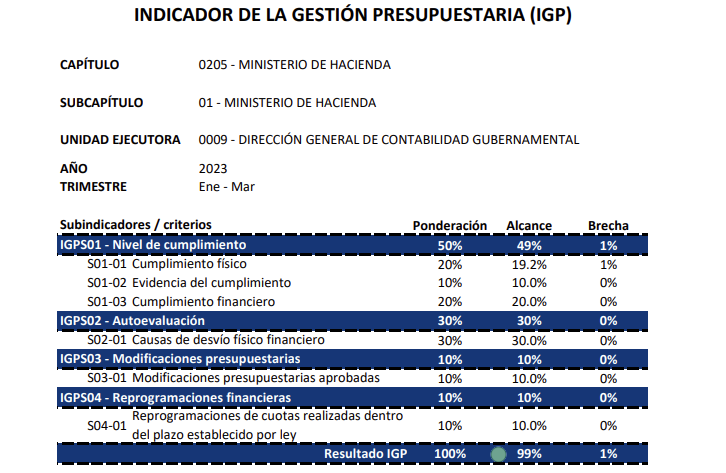 INDICADOR DE LA GESTIÓN PRESUPUESTARIA (IGP)
CAPÍTULO 0205 - MINISTERIO DE HACIENDA
SUBCAPÍTULO 01 - MINISTERIO DE HACIENDA
UNIDAD EJECUTORA 0009 - DIRECCIÓN GENERAL DE CONTABILIDAD GUBERNAMENTAL
AÑO 2023
TRIMESTRE Ene - Mar
Subindicadores / criterios Ponderación Alcance Brecha
IGPS01 - Nivel de cumplimiento 50% 49% 1%
S01-01 Cumplimiento físico 20% 19.2% 1%
S01-02 Evidencia del cumplimiento 10% 10.0% 0%
S01-03 Cumplimiento financiero 20% 20.0% 0%
IGPS02 - Autoevaluación 30% 30% 0%
S02-01 Causas de desvío físico financiero 30% 30.0% 0%
IGPS03 - Modificaciones presupuestarias 10% 10% 0%
S03-01 Modificaciones presupuestarias aprobadas 10% 10.0% 0%
IGPS04 - Reprogramaciones financieras 10% 10% 0%
S04-01 Reprogramaciones de cuotas realizadas dentro
del plazo establecido por ley 10% 10.0% 0%
Resultado IGP 100% 99% 1%